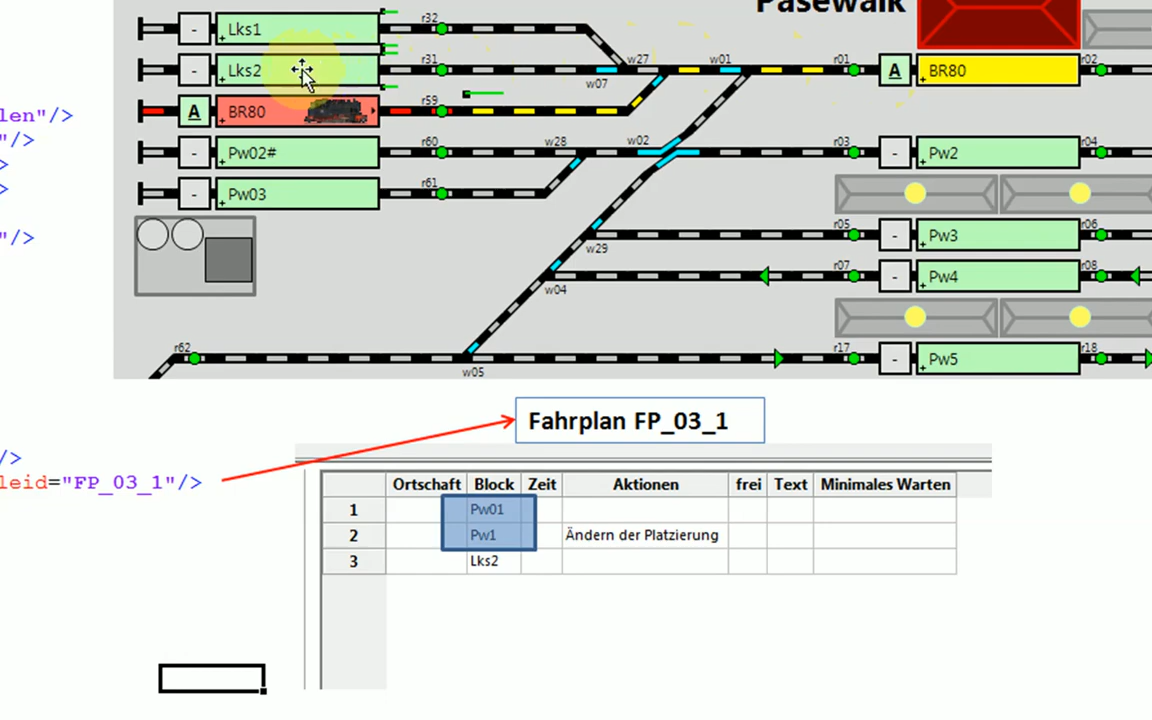 Pasewalk
- Lks1 r32
- Lks2 r31 w07 w27 w01 r01 A BR80 r02
len"/>
A BR80 r59
"/>
>
- Pw02# r60 w28 w02 r03 - Pw2 r04
>
- Pw03 r61
"/>
r05 - Pw3 r06
w29
r07 - Pw4 r08
w04
r62 r17 - Pw5 r18
w05
Fahrplan FP_03_1
/>
leid="FP_03_1"/>
Ortschaft Block Zeit Aktionen frei Text Minimales Warten
1 Pw01
2 Pw1 Ändern der Platzierung
3 Lks2